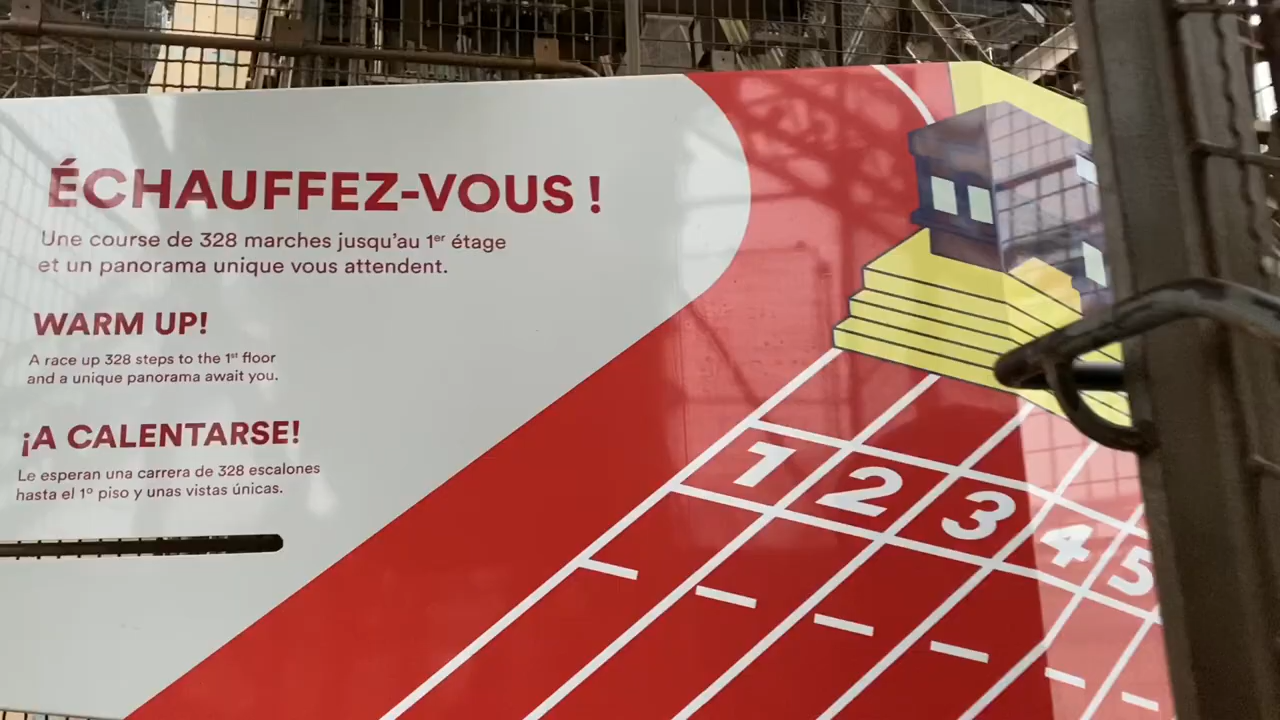 ÉCHAUFFEZ-VOUS !
Une course de 328 marches jusqu'au 1er étage
et un panorama unique vous attendent.
WARM UP!
A race up 328 steps to the 1st floor
and a unique panorama await you.
¡A CALENTARSE!
Le esperan una carrera de 328 escalones
hasta el 1º piso y unas vistas únicas.
1 2 3 4 5